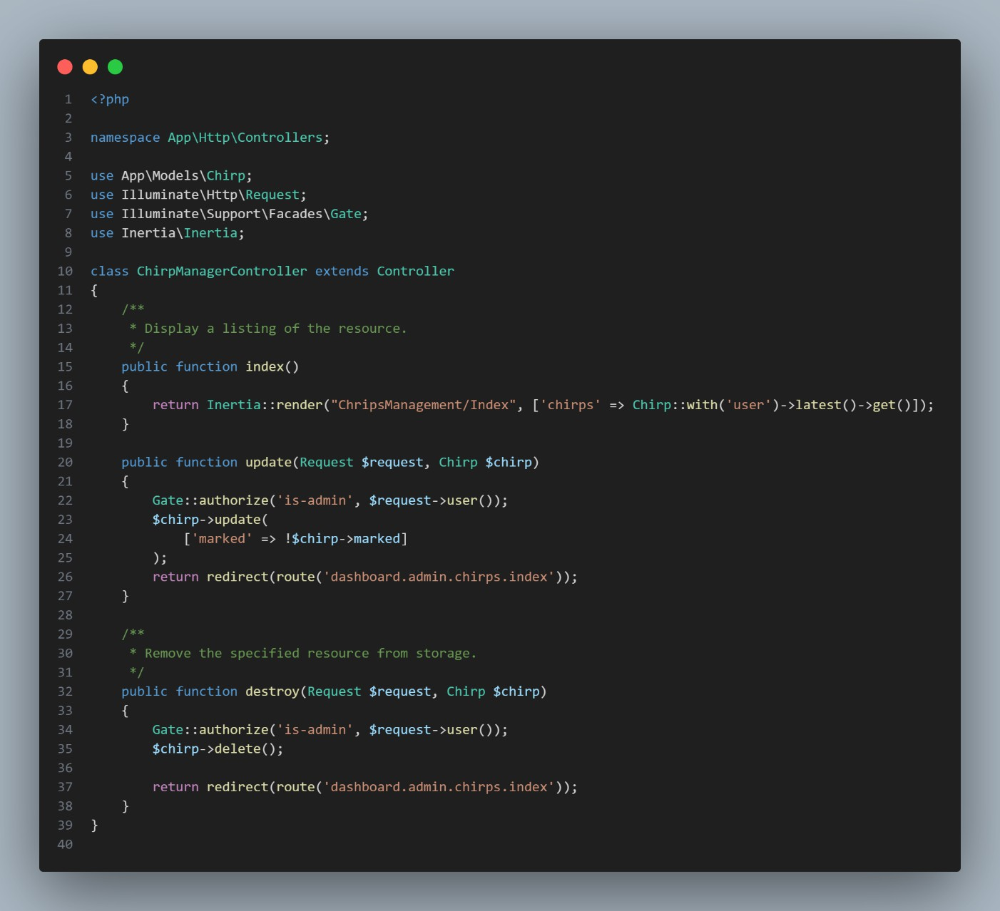 1 <?php
2
3 namespace App\Http\Controllers;
4
5 use App\Models\Chirp;
6 use Illuminate\Http\Request;
7 use Illuminate\Support\Facades\Gate;
8 use Inertia\Inertia;
9
10 class ChirpManagerController extends Controller
11 {
12     /**
13      * Display a listing of the resource.
14      */
15     public function index()
16     {
17         return Inertia::render("ChripsManagement/Index", ['chirps' => Chirp::with('user')->latest()->get()]);
18     }
19
20     public function update(Request $request, Chirp $chirp)
21     {
22         Gate::authorize('is-admin', $request->user());
23         $chirp->update(
24             ['marked' => !$chirp->marked]
25         );
26         return redirect(route('dashboard.admin.chirps.index'));
27     }
28
29     /**
30      * Remove the specified resource from storage.
31      */
32     public function destroy(Request $request, Chirp $chirp)
33     {
34         Gate::authorize('is-admin', $request->user());
35         $chirp->delete();
36
37         return redirect(route('dashboard.admin.chirps.index'));
38     }
39 }
40